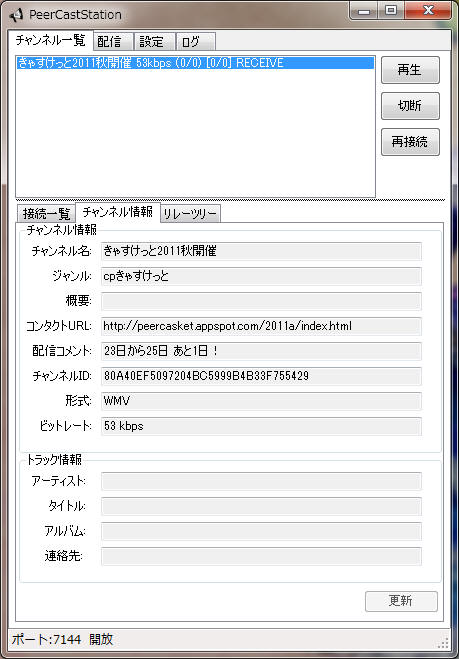 PeerCastStation
チャンネル一覧 配信 設定 ログ
きゃすけっと2011秋開催 53kbps (0/0) [0/0] RECEIVE
再生
切断
再接続
接続一覧 チャンネル情報 リレーツリー
チャンネル情報
チャンネル名: きゃすけっと2011秋開催
ジャンル: cpきゃすけっと
概要:
コンタクトURL: http://peercasket.appspot.com/2011a/index.html
配信コメント: 23日から25日 あと1日！
チャンネルID: 80A40EF5097204BC5999B4B33F755429
形式: WMV
ビットレート: 53 kbps
トラック情報
アーティスト:
タイトル:
アルバム:
連絡先:
更新
ポート:7144 開放